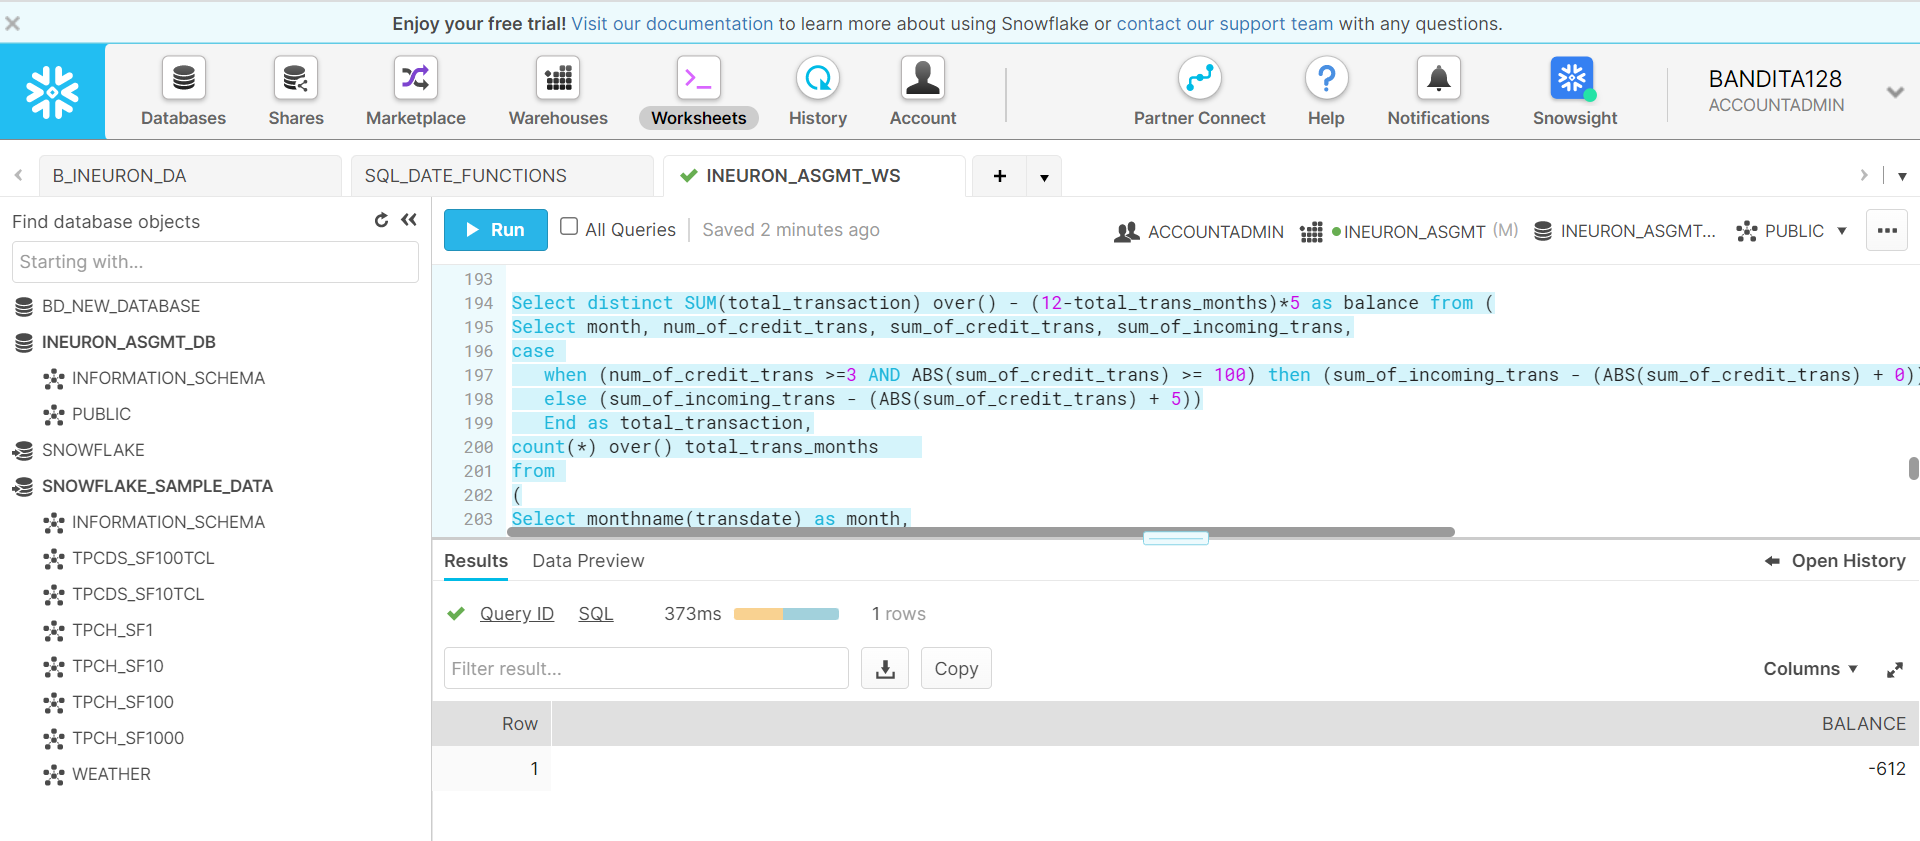 Enjoy your free trial! Visit our documentation to learn more about using Snowflake or contact our support team with any questions.
Databases
Shares
Marketplace
Warehouses
Worksheets
History
Account
Partner Connect
Help
Notifications
Snowsight
BANDITA128
ACCOUNTADMIN
B_INEURON_DA
SQL_DATE_FUNCTIONS
INEURON_ASGMT_WS
Find database objects
Starting with...
BD_NEW_DATABASE
INEURON_ASGMT_DB
INFORMATION_SCHEMA
PUBLIC
SNOWFLAKE
SNOWFLAKE_SAMPLE_DATA
INFORMATION_SCHEMA
TPCDS_SF100TCL
TPCDS_SF10TCL
TPCH_SF1
TPCH_SF10
TPCH_SF100
TPCH_SF1000
WEATHER
Run All Queries Saved 2 minutes ago ACCOUNTADMIN INEURON_ASGMT (M) INEURON_ASGMT... PUBLIC
193
194 Select distinct SUM(total_transaction) over() - (12-total_trans_months)*5 as balance from (
195 Select month, num_of_credit_trans, sum_of_credit_trans, sum_of_incoming_trans,
196 case
197 when (num_of_credit_trans >=3 AND ABS(sum_of_credit_trans) >= 100) then (sum_of_incoming_trans - (ABS(sum_of_credit_trans) + 0))
198 else (sum_of_incoming_trans - (ABS(sum_of_credit_trans) + 5))
199 End as total_transaction,
200 count(*) over() total_trans_months
201 from
202 (
203 Select monthname(transdate) as month,
Results Data Preview Open History
Query ID SQL 373ms 1 rows
Filter result... Copy Columns
Row BALANCE
1 -612